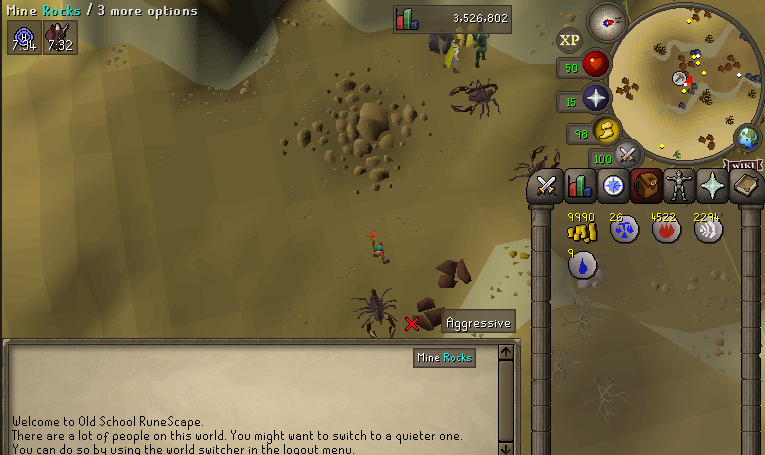 Mine Rocks / 3 more options
3,526,802
7:34
7:32
XP
50
15
98
100
WIKI
9990
26
4522
2294
9
Aggressive
Mine Rocks
Welcome to Old School RuneScape.
There are a lot of people on this world. You might want to switch to a quieter one.
You can do so by using the world switcher in the logout menu.